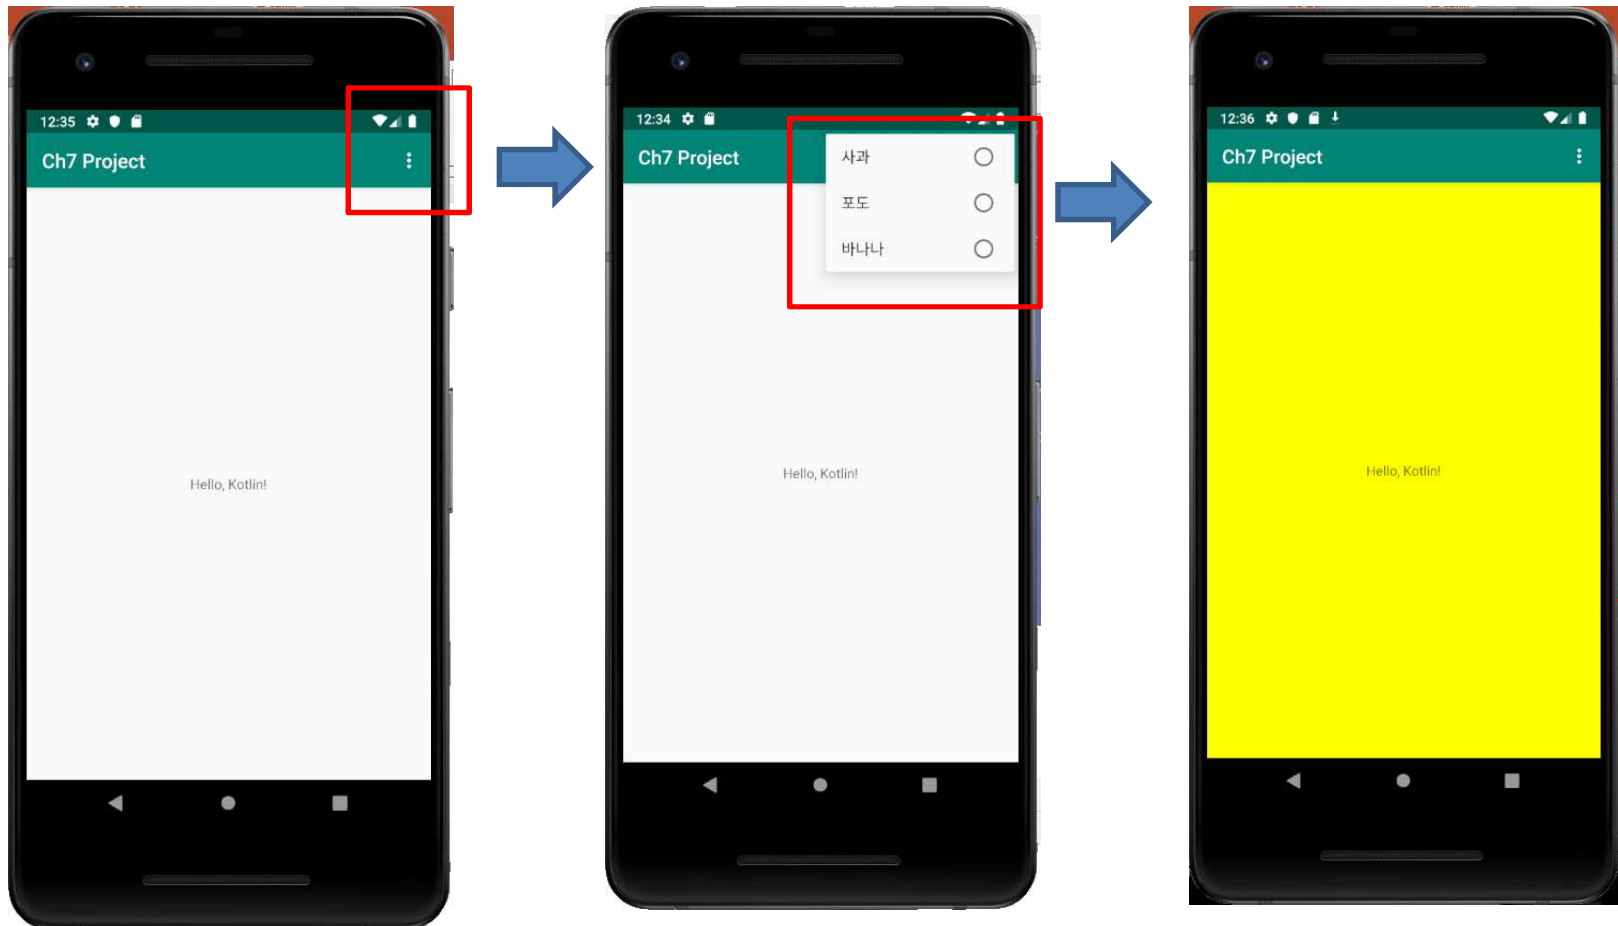 12:35
Ch7 Project
Hello, Kotlin!
12:34
Ch7 Project
사과
포도
바나나
Hello, Kotlin!
12:36
Ch7 Project
Hello, Kotlin!